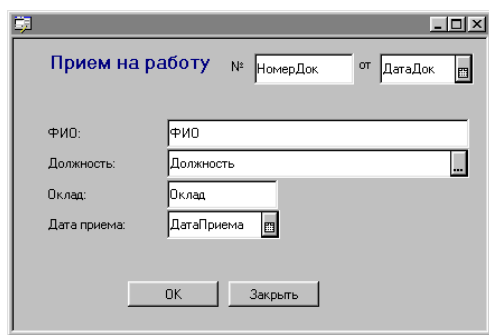 Прием на работу № НомерДок от ДатаДок
ФИО: ФИО
Должность: Должность ...
Оклад: Оклад
Дата приема: ДатаПриема
OK Закрыть